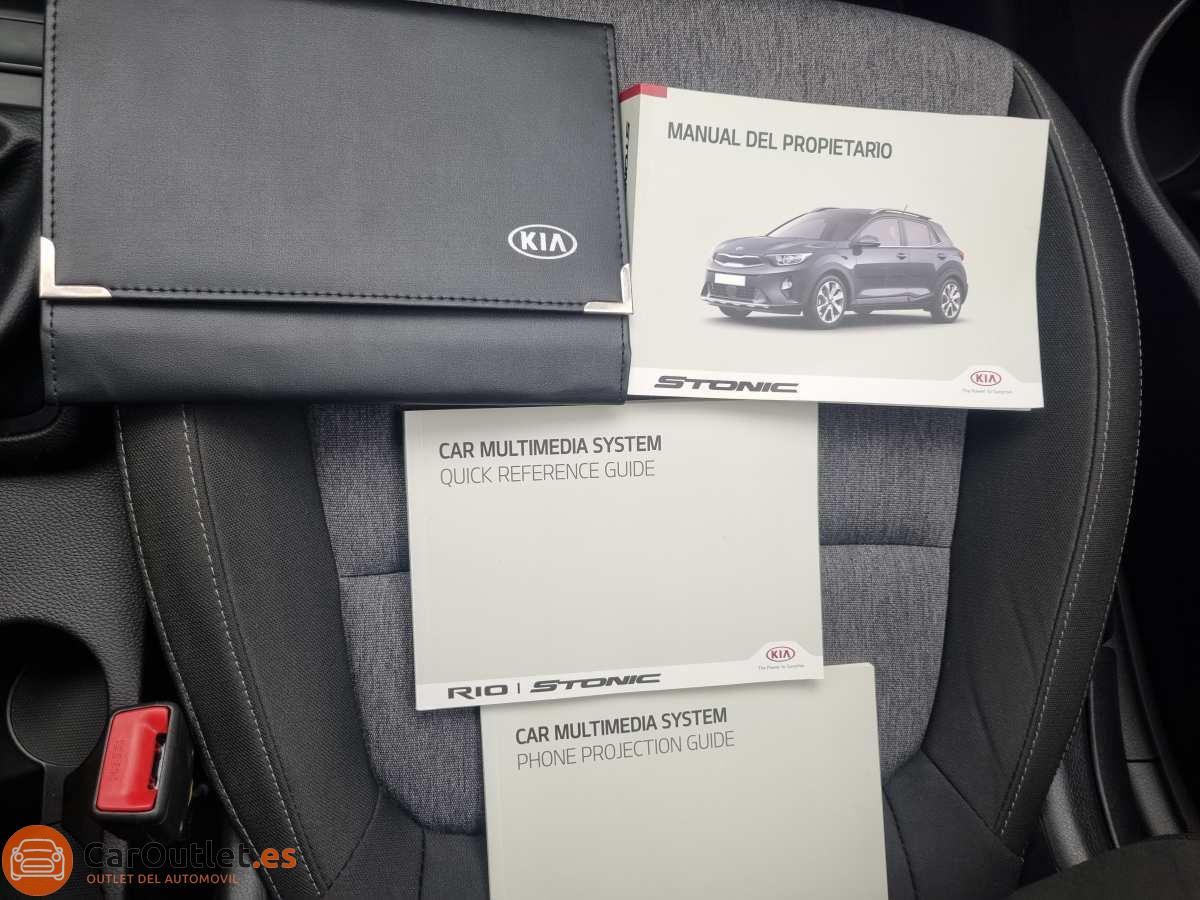 KIA
MANUAL DEL PROPIETARIO
STONIC
KIA
The Power to Surprise
CAR MULTIMEDIA SYSTEM
QUICK REFERENCE GUIDE
KIA
The Power to Surprise
RIO | STONIC
CAR MULTIMEDIA SYSTEM
PHONE PROJECTION GUIDE
PRESS
CarOutlet.es
OUTLET DEL AUTOMOVIL